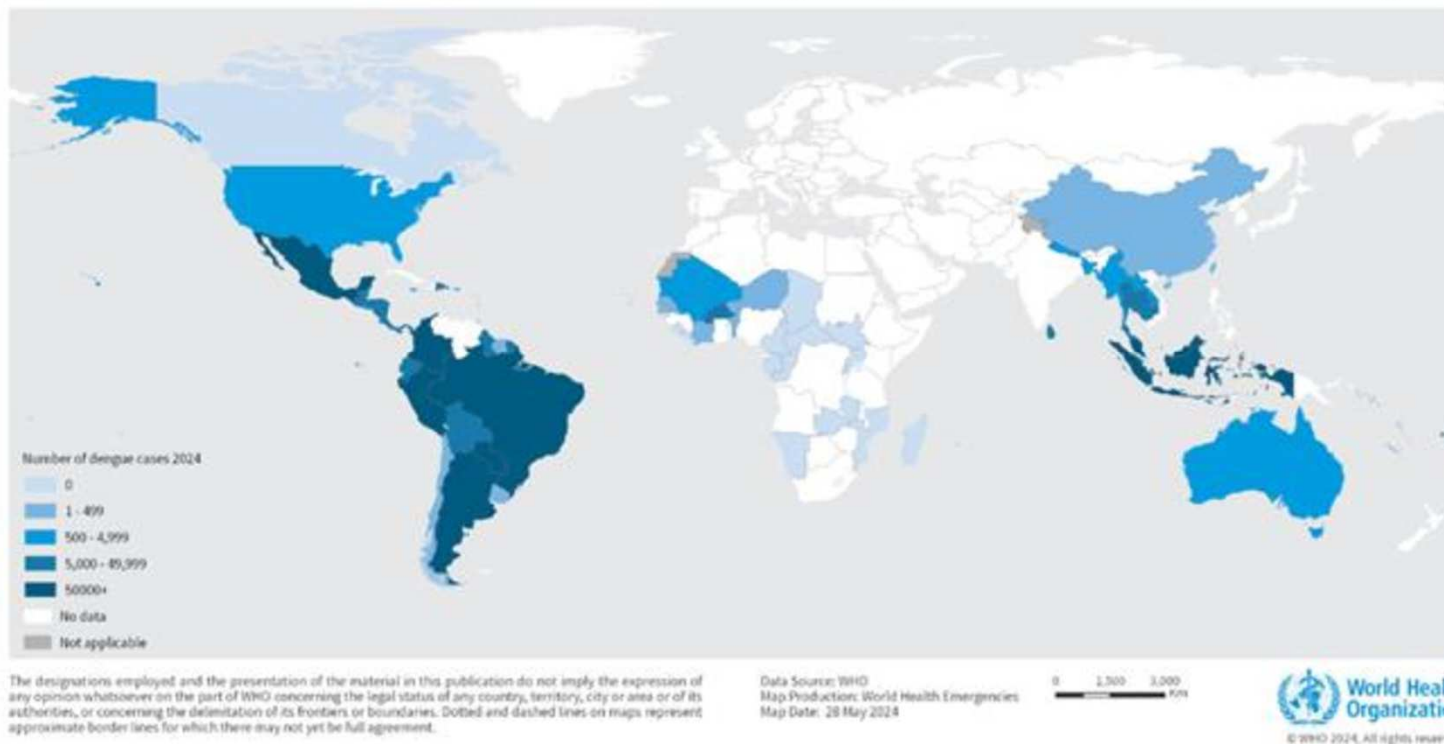 Number of dengue cases 2024
0
1 - 499
500 - 4,999
5,000 - 49,999
50000+
No data
Not applicable
The designations employed and the presentation of the material in this publication do not imply the expression of
any opinion whatsoever on the part of WHO concerning the legal status of any country, territory, city or area or of its
authorities, or concerning the delimitation of its frontiers or boundaries. Dotted and dashed lines on maps represent
approximate border lines for which there may not yet be full agreement.
Data Source: WHO
Map Production: World Health Emergencies
Map Date: 28 May 2024
0 1,500 3,000
Km
World Heal
Organizatio
© WHO 2024, All rights reser